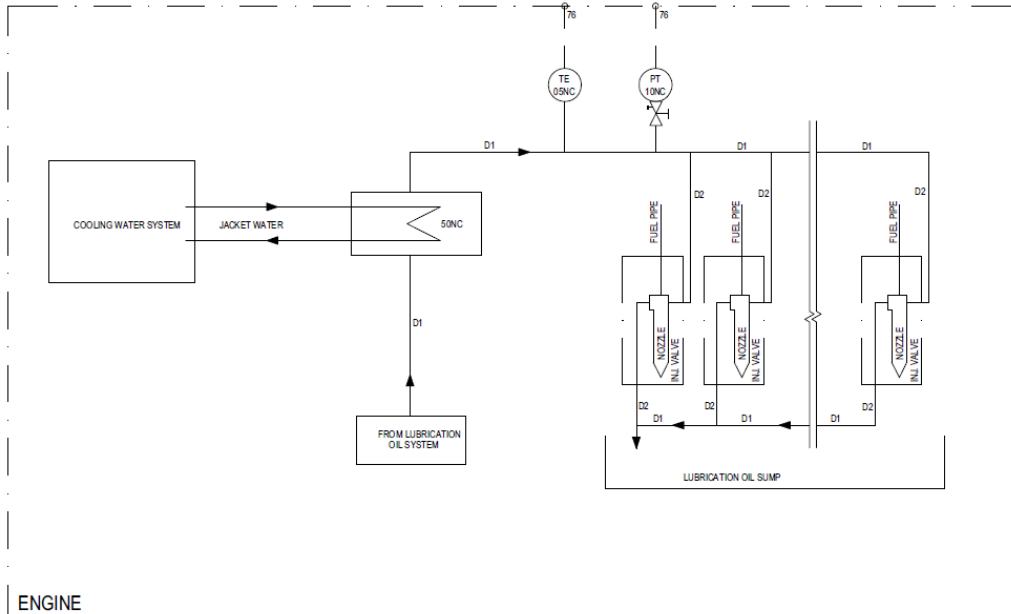 76
76
TE
05NC
PT
10NC
D1
D1
D1
D2
D2
D2
COOLING WATER SYSTEM
JACKET WATER
50NC
FUEL PIPE
FUEL PIPE
FUEL PIPE
D1
NOZZLE
INJ. VALVE
NOZZLE
INJ. VALVE
NOZZLE
INJ. VALVE
D2
D2
D2
D1
D1
D1
FROM LUBRICATION
OIL SYSTEM
LUBRICATION OIL SUMP
ENGINE